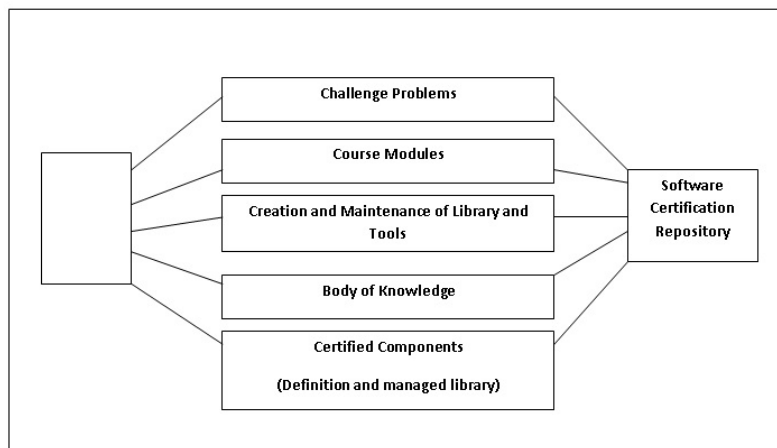 Challenge Problems
Course Modules
Creation and Maintenance of Library and
Tools
Body of Knowledge
Certified Components
(Definition and managed library)
Software
Certification
Repository